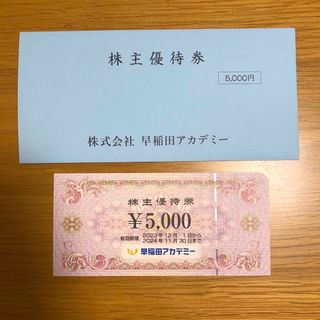 株主優待券
5,000円
株式会社 早稲田アカデミー
株主優待券
￥5,000
有効期間 2023年12月 1日から
2024年11月30日まで
早稲田アカデミー